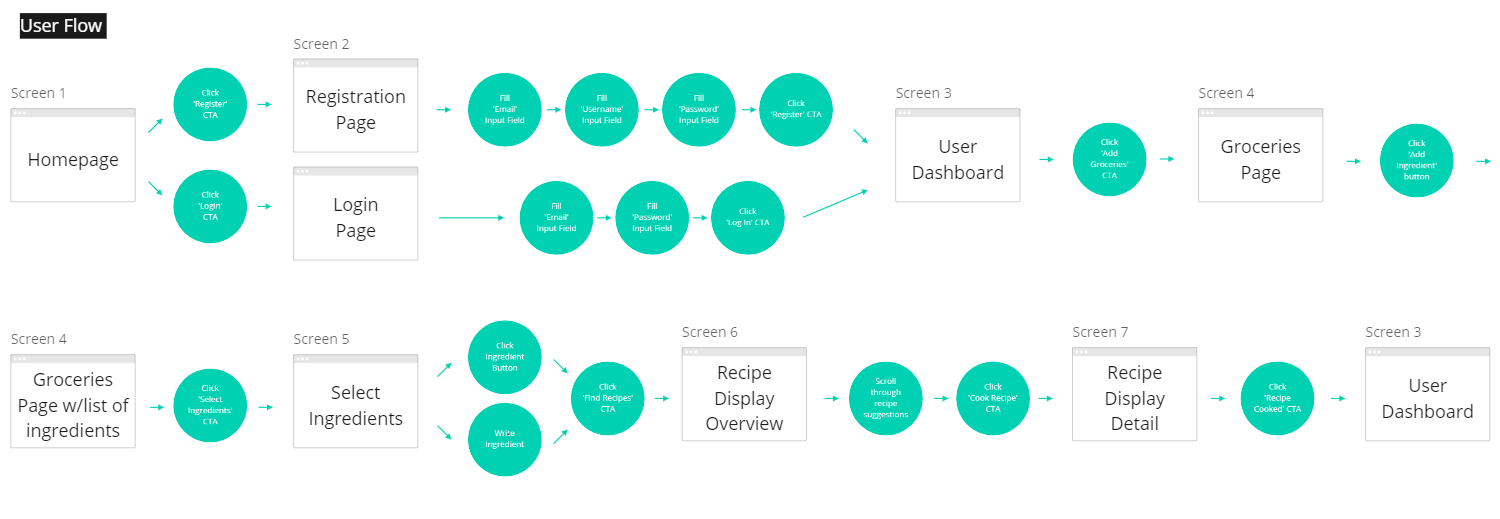 User Flow
Screen 1
Homepage
Click
'Register'
CTA
Click
'Login'
CTA
Screen 2
Registration
Page
Login
Page
Fill
'Email'
Input Field
Fill
'Username'
Input Field
Fill
'Password'
Input Field
Click
'Register' CTA
Fill
'Email'
Input Field
Fill
'Password'
Input Field
Click
'Log In' CTA
Screen 3
User
Dashboard
Click
'Add
Groceries'
CTA
Screen 4
Groceries
Page
Click
'Add
Ingredient'
button
Screen 4
Groceries
Page w/list of
ingredients
Click
'Select
Ingredients'
CTA
Screen 5
Select
Ingredients
Click
Ingredient
Button
Write
Ingredient
Click
'Find Recipes'
CTA
Screen 6
Recipe
Display
Overview
Scroll
through
recipe
suggestions
Click
'Cook Recipe'
CTA
Screen 7
Recipe
Display
Detail
Click
'Recipe
Cooked' CTA
Screen 3
User
Dashboard